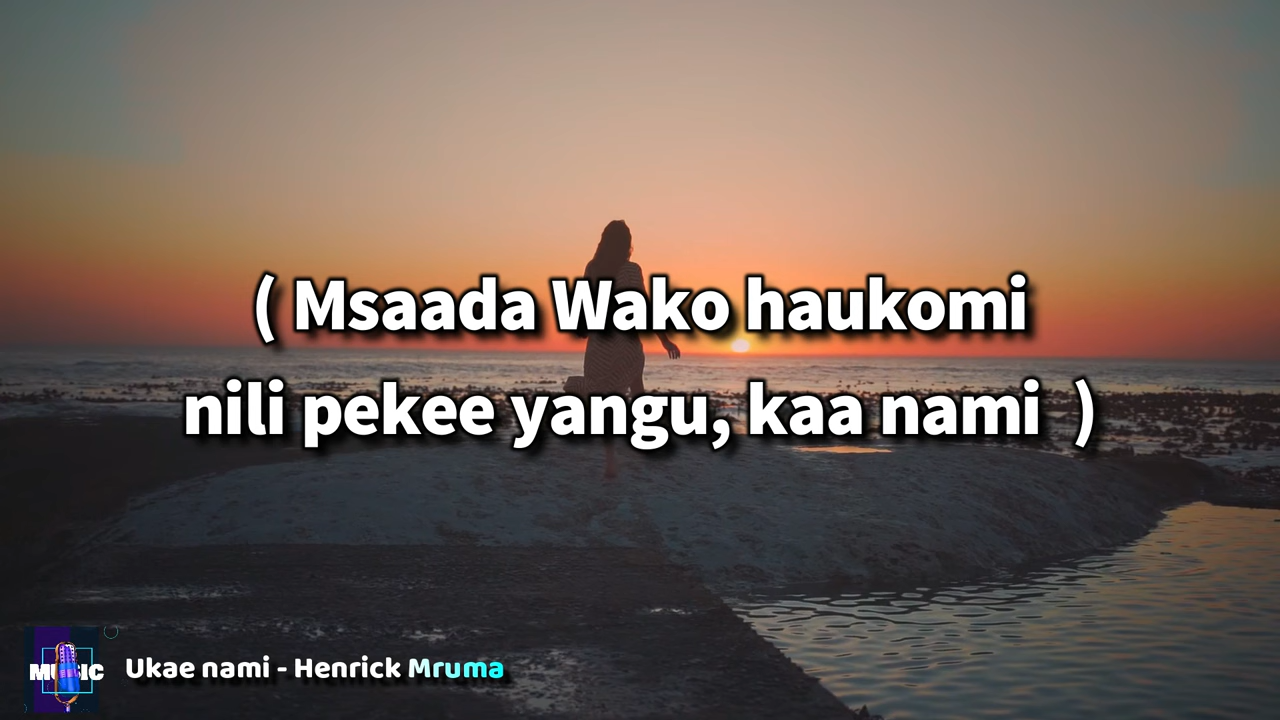 ( Msaada Wako haukomi
nili pekee yangu, kaa nami )
MUSIC
Ukae nami - Henrick Mruma